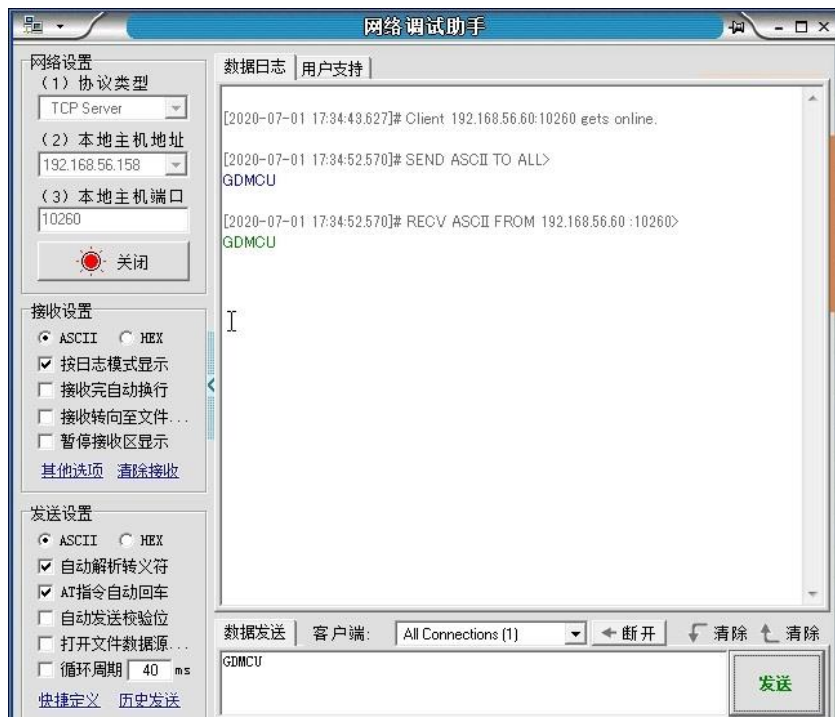 网络调试助手
网络设置
（1）协议类型
TCP Server
（2）本地主机地址
192.168.56.158
（3）本地主机端口
10260
关闭
接收设置
ASCII HEX
按日志模式显示
接收完自动换行
接收转向至文件...
暂停接收区显示
其他选项 清除接收
发送设置
ASCII HEX
自动解析转义符
AT指令自动回车
自动发送校验位
打开文件数据源...
循环周期 40 ms
快捷定义 历史发送
数据日志 用户支持
[2020-07-01 17:34:43.627]# Client 192.168.56.60:10260 gets online.
[2020-07-01 17:34:52.570]# SEND ASCII TO ALL>
GDMCU
[2020-07-01 17:34:52.570]# RECV ASCII FROM 192.168.56.60 :10260>
GDMCU
数据发送 客户端: All Connections (1) 断开 清除 清除
GDMCU
发送